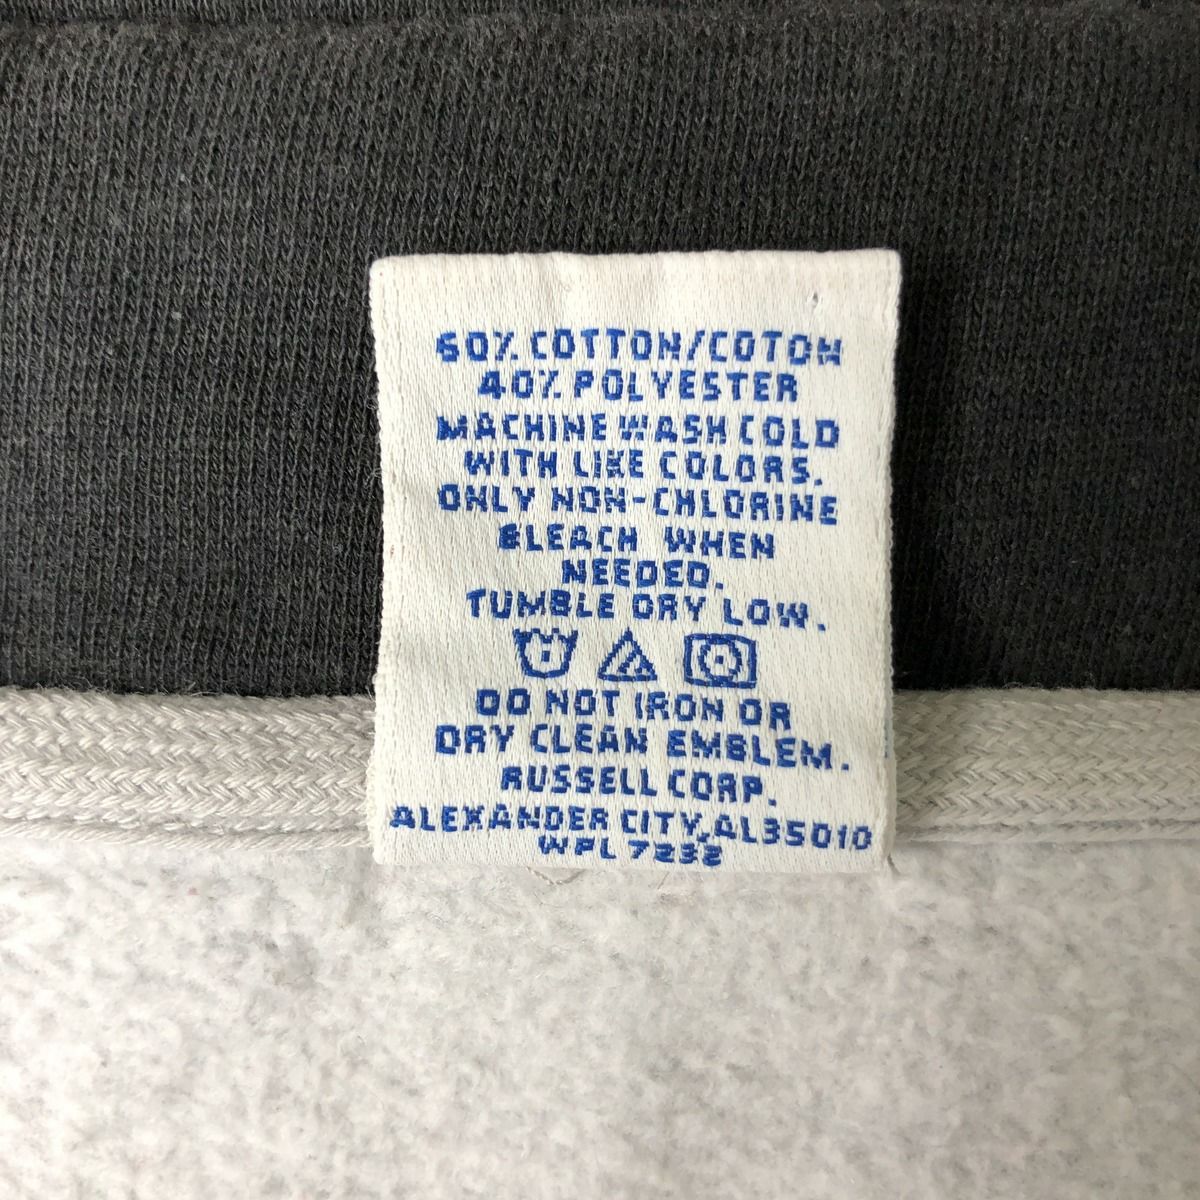 60% COTTON/COTON
40% POLYESTER
MACHINE WASH COLD
WITH LIKE COLORS.
ONLY NON-CHLORINE
BLEACH WHEN
NEEDED.
TUMBLE DRY LOW.
DO NOT IRON OR
DRY CLEAN EMBLEM.
RUSSELL CORP.
ALEXANDER CITY, AL35010
WPL 7232